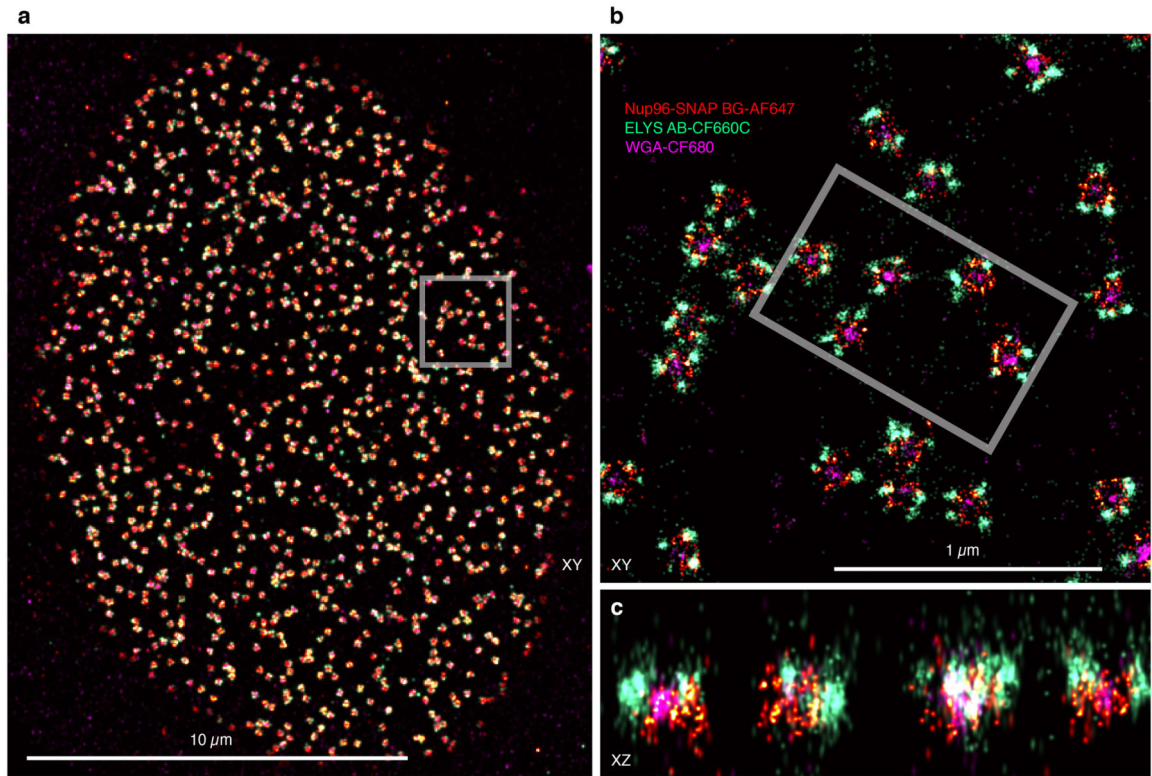 a
XY
10 µm
b
Nup96-SNAP BG-AF647
ELYS AB-CF660C
WGA-CF680
XY
1 µm
c
XZ